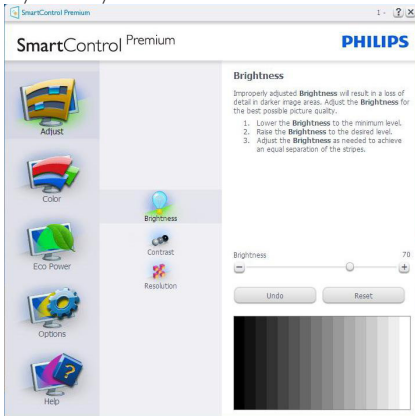 SmartControl Premium
1 - ? X
SmartControl Premium
PHILIPS
Adjust
Color
Eco Power
Options
Help
Brightness
Contrast
Resolution
Brightness
Improperly adjusted Brightness will result in a loss of
detail in darker image areas. Adjust the Brightness for
the best possible picture quality.
1. Lower the Brightness to the minimum level.
2. Raise the Brightness to the desired level.
3. Adjust the Brightness as needed to achieve
an equal separation of the stripes.
Brightness 70
Undo Reset